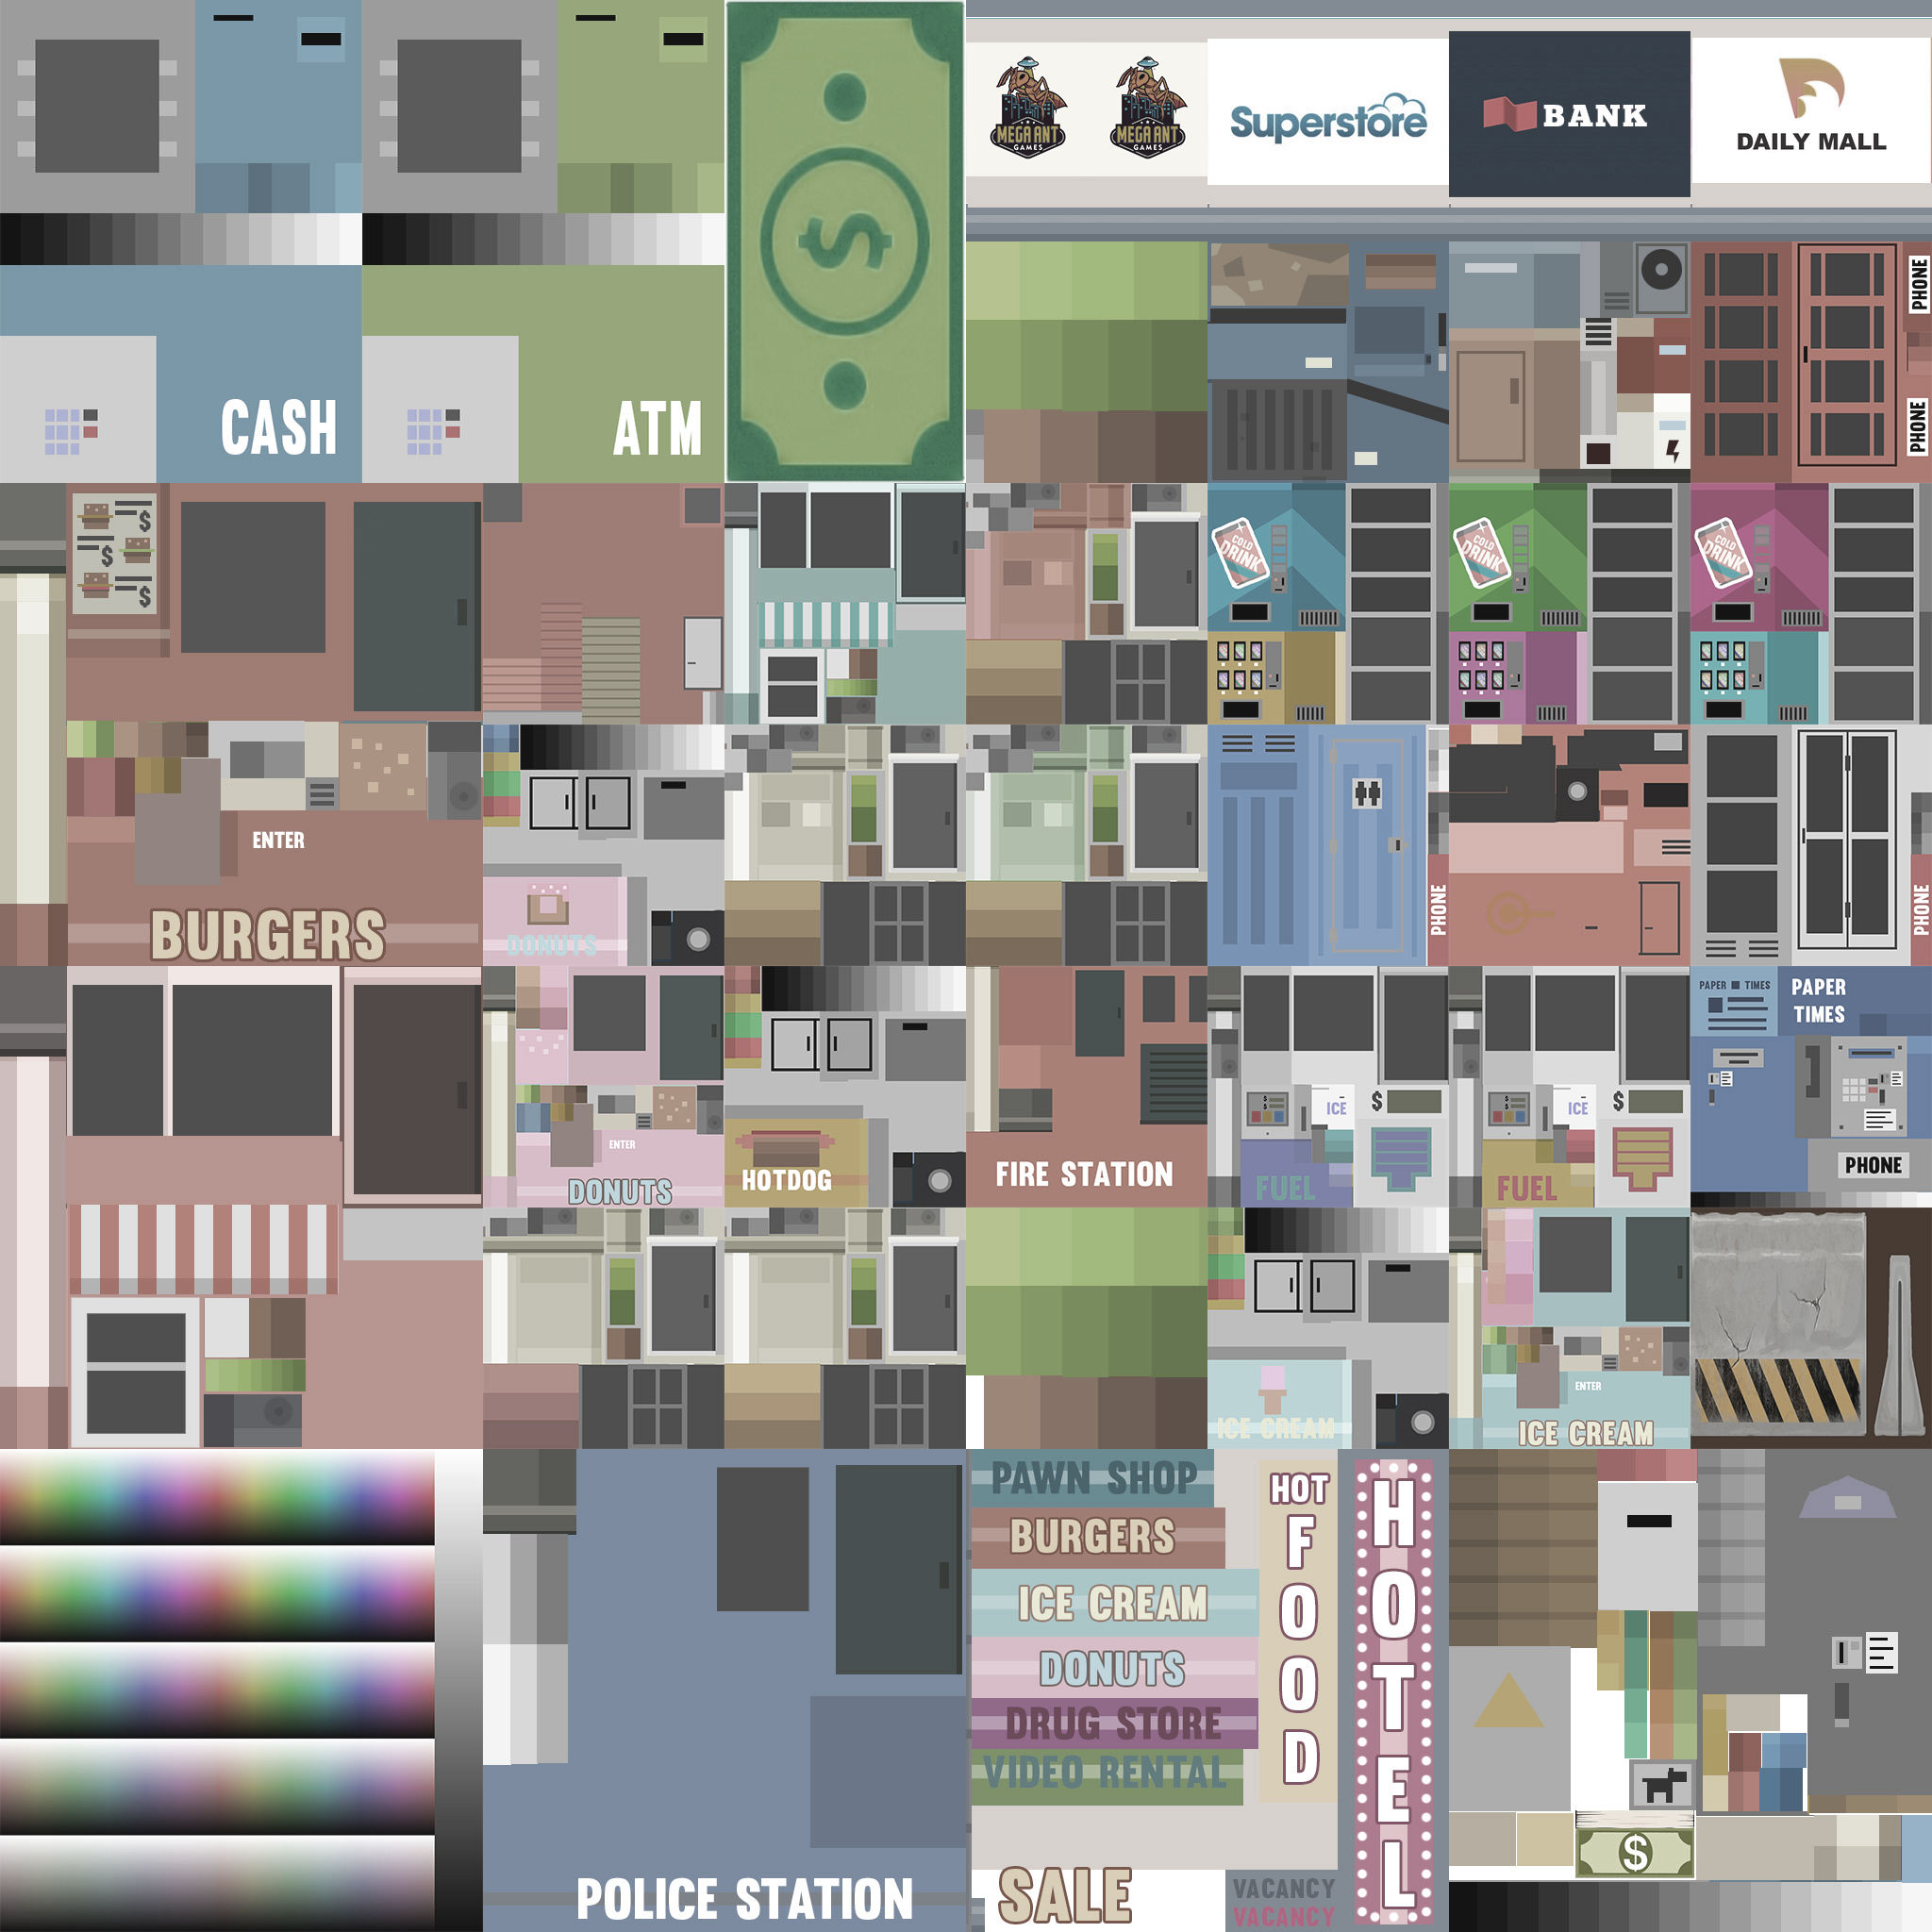 MEGA ANT
GAMES
MEGA ANT
GAMES
Superstore
BANK
DAILY MALL
CASH
ATM
$
PHONE
PHONE
$
$
$
COLD
DRINK
COLD
DRINK
COLD
DRINK
ENTER
BURGERS
DONUTS
PHONE
PHONE
ENTER
DONUTS
HOTDOG
FIRE STATION
ICE
$
FUEL
ICE
$
FUEL
PAPER TIMES
PAPER
TIMES
PHONE
ICE CREAM
ENTER
ICE CREAM
POLICE STATION
PAWN SHOP
BURGERS
ICE CREAM
DONUTS
DRUG STORE
VIDEO RENTAL
SALE
HOT
FOOD
HOTEL
VACANCY
VACANCY
$